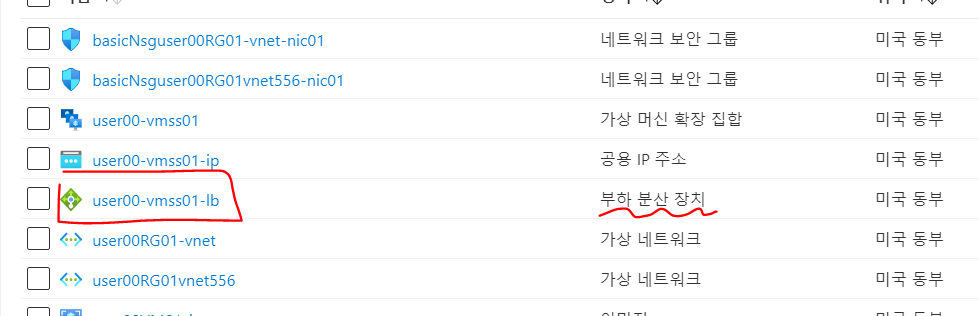 basicNsguser00RG01-vnet-nic01 네트워크 보안 그룹 미국 동부
basicNsguser00RG01vnet556-nic01 네트워크 보안 그룹 미국 동부
user00-vmss01 가상 머신 확장 집합 미국 동부
user00-vmss01-ip 공용 IP 주소 미국 동부
user00-vmss01-lb 부하 분산 장치 미국 동부
user00RG01-vnet 가상 네트워크 미국 동부
user00RG01vnet556 가상 네트워크 미국 동부